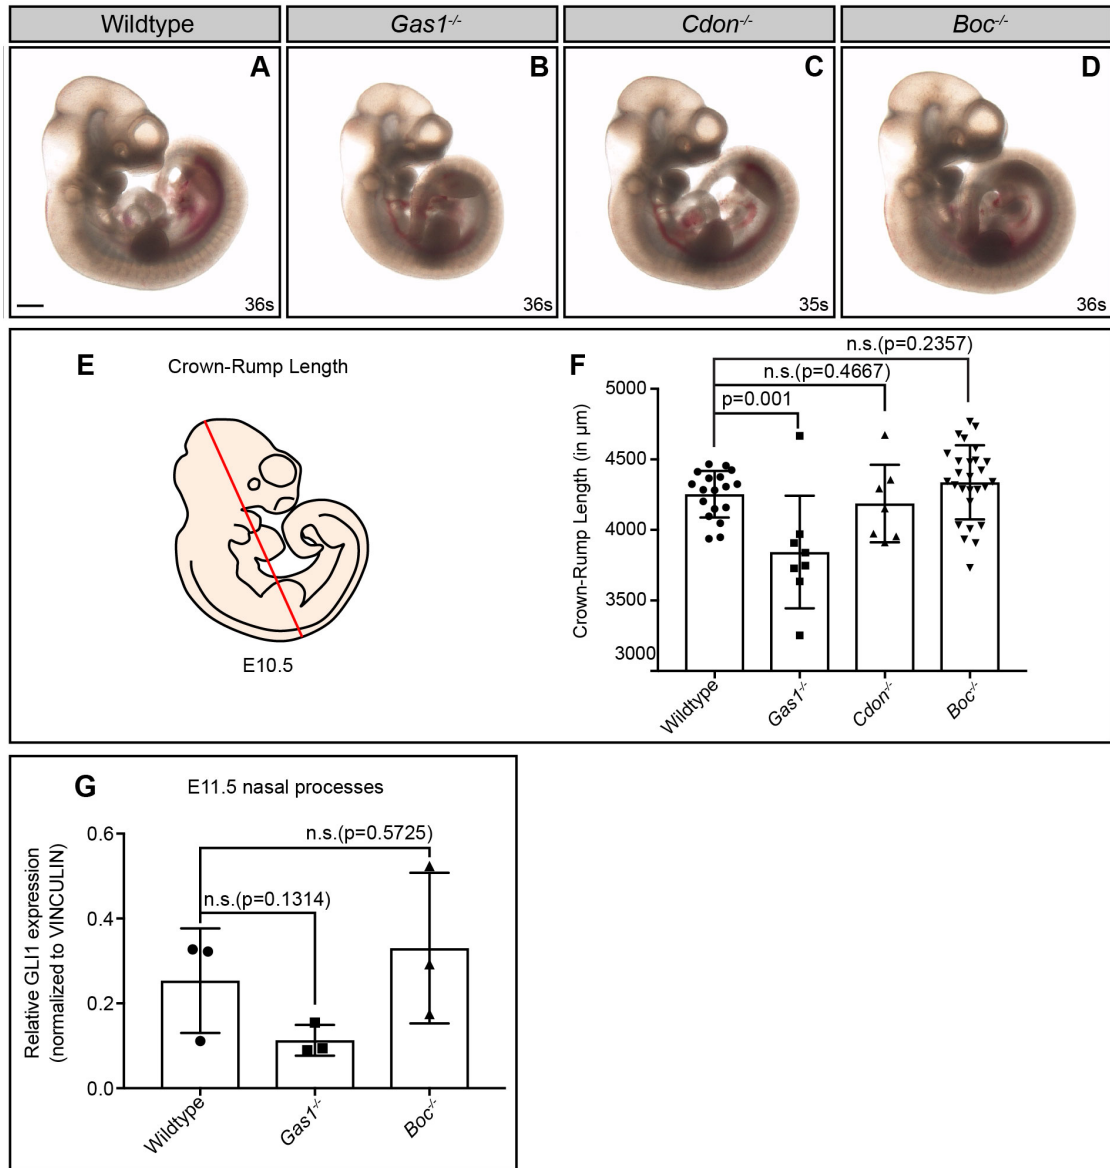 Wildtype
Gas1-/-
Cdon-/-
Boc-/-
A
B
C
D
36s
36s
35s
36s
E
Crown-Rump Length
E10.5
F
n.s.(p=0.2357)
n.s.(p=0.4667)
p=0.001
Crown-Rump Length (in µm)
5000
4500
4000
3500
3000
Wildtype
Gas1-/-
Cdon-/-
Boc-/-
G
E11.5 nasal processes
n.s.(p=0.5725)
n.s.(p=0.1314)
Relative GLI1 expression
(normalized to VINCULIN)
0.6
0.4
0.2
0.0
Wildtype
Gas1-/-
Boc-/-